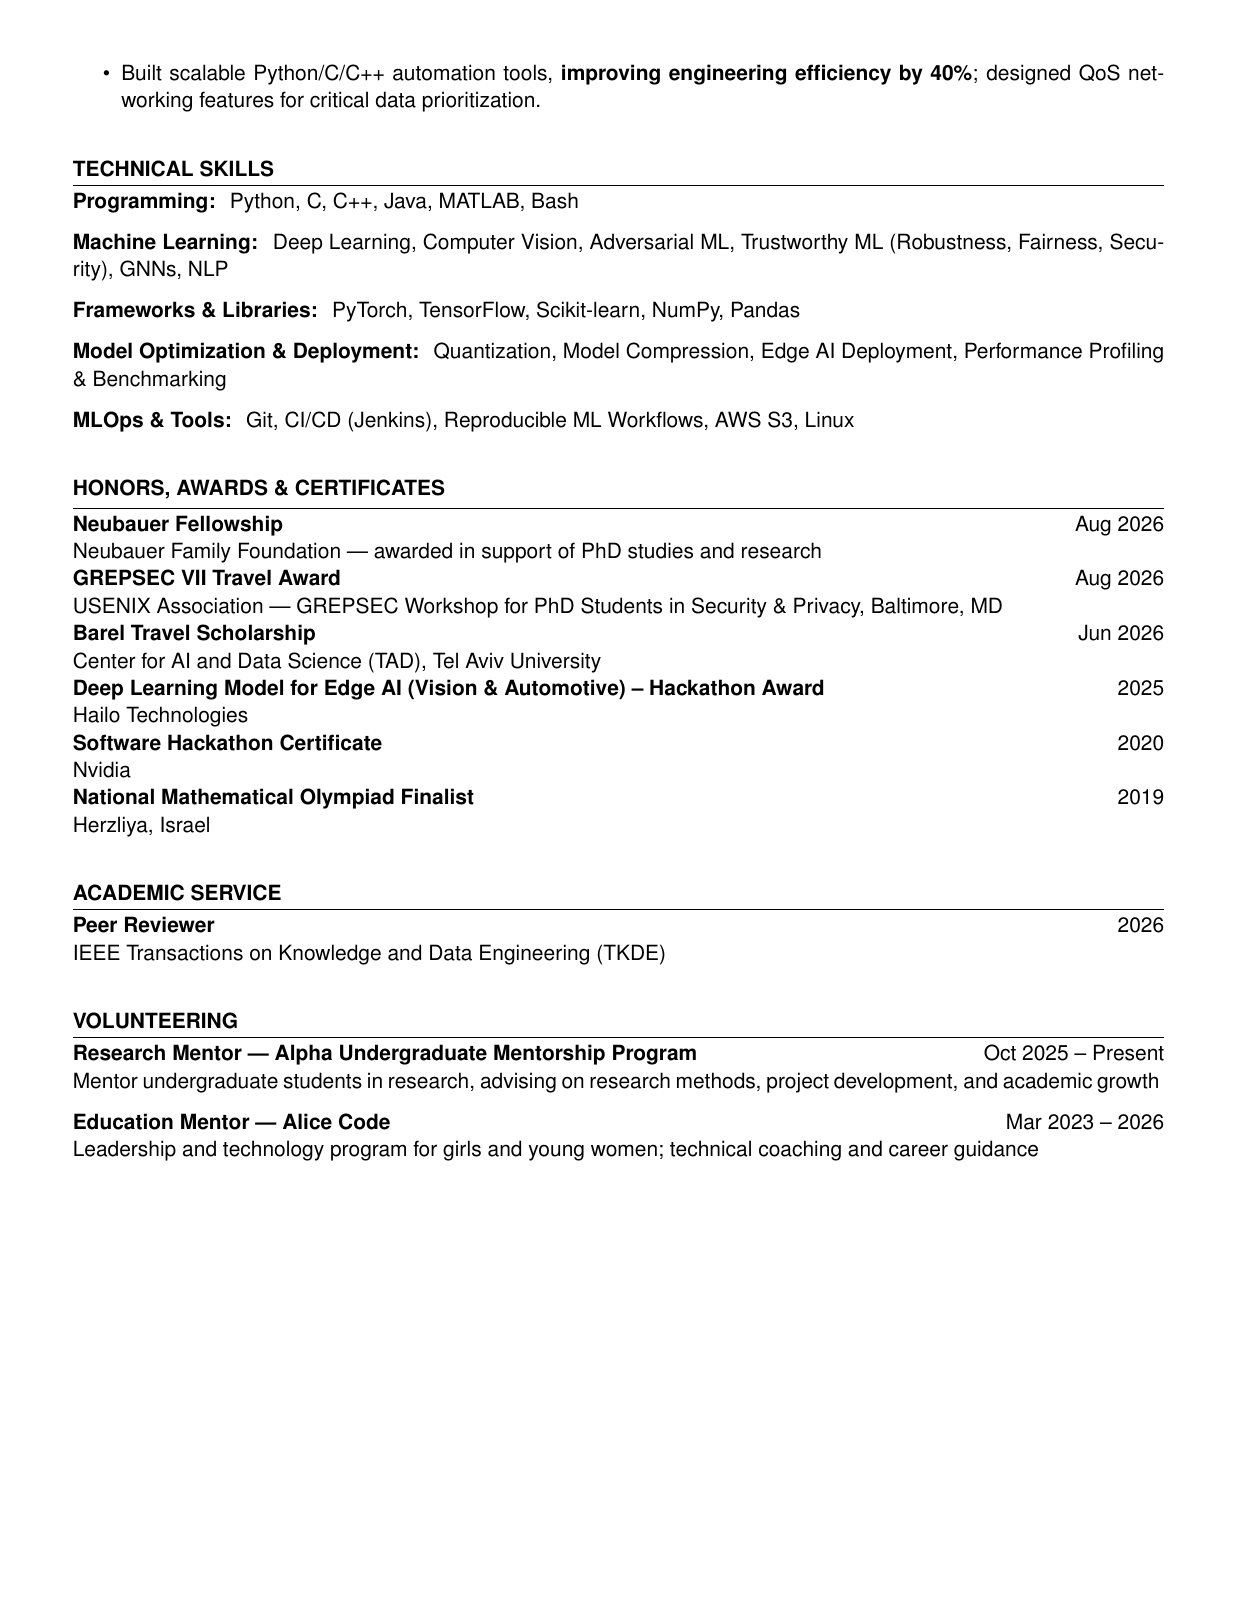 • Built scalable Python/C/C++ automation tools, improving engineering efficiency by 40%; designed QoS net-
working features for critical data prioritization.
TECHNICAL SKILLS
Programming: Python, C, C++, Java, MATLAB, Bash
Machine Learning: Deep Learning, Computer Vision, Adversarial ML, Trustworthy ML (Robustness, Fairness, Secu-
rity), GNNs, NLP
Frameworks & Libraries: PyTorch, TensorFlow, Scikit-learn, NumPy, Pandas
Model Optimization & Deployment: Quantization, Model Compression, Edge AI Deployment, Performance Profiling
& Benchmarking
MLOps & Tools: Git, CI/CD (Jenkins), Reproducible ML Workflows, AWS S3, Linux
HONORS, AWARDS & CERTIFICATES
Neubauer Fellowship Aug 2026
Neubauer Family Foundation — awarded in support of PhD studies and research
GREPSEC VII Travel Award Aug 2026
USENIX Association — GREPSEC Workshop for PhD Students in Security & Privacy, Baltimore, MD
Barel Travel Scholarship Jun 2026
Center for AI and Data Science (TAD), Tel Aviv University
Deep Learning Model for Edge AI (Vision & Automotive) – Hackathon Award 2025
Hailo Technologies
Software Hackathon Certificate 2020
Nvidia
National Mathematical Olympiad Finalist 2019
Herzliya, Israel
ACADEMIC SERVICE
Peer Reviewer 2026
IEEE Transactions on Knowledge and Data Engineering (TKDE)
VOLUNTEERING
Research Mentor — Alpha Undergraduate Mentorship Program Oct 2025 – Present
Mentor undergraduate students in research, advising on research methods, project development, and academic growth
Education Mentor — Alice Code Mar 2023 – 2026
Leadership and technology program for girls and young women; technical coaching and career guidance